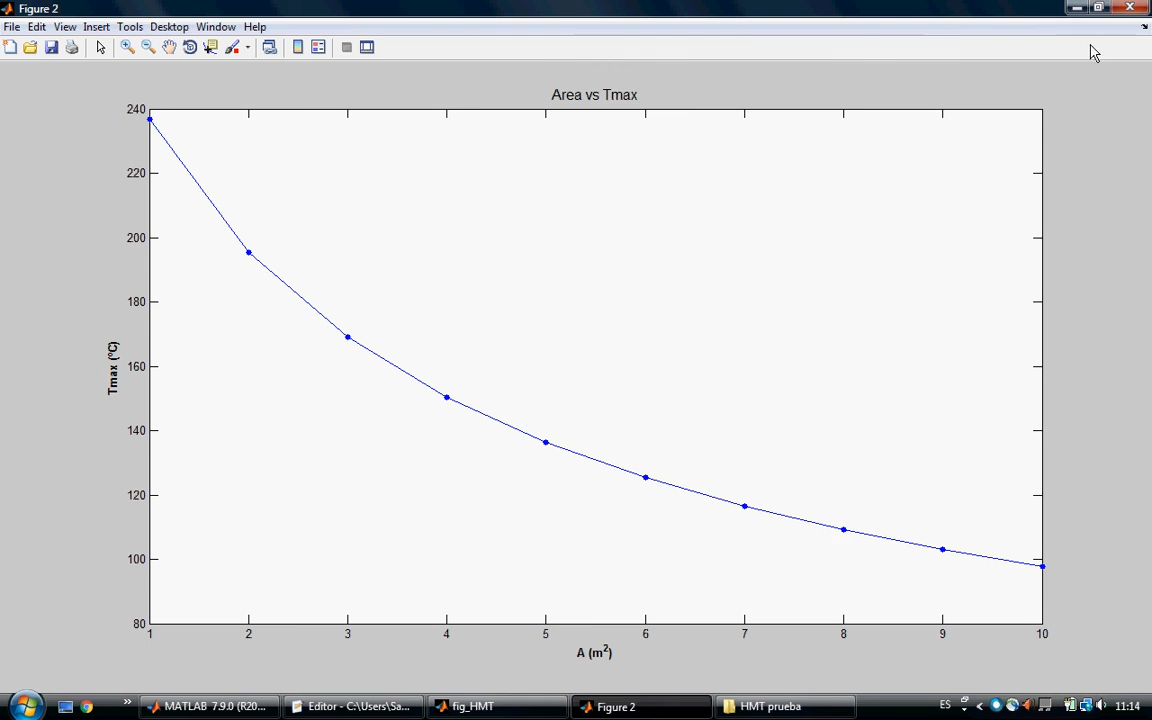 Figure 2
File Edit View Insert Tools Desktop Window Help
Area vs Tmax
240
220
200
180
160
140
120
100
80
Tmax (ºC)
1 2 3 4 5 6 7 8 9 10
A (m2)
MATLAB 7.9.0 (R20...
Editor - C:\Users\Sa...
fig_HMT
Figure 2
HMT prueba
ES
11:14